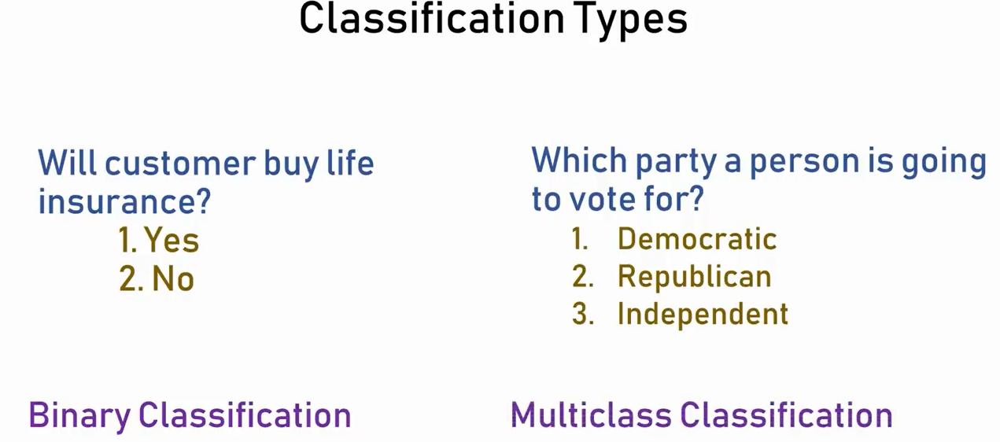 Classification Types
Will customer buy life
insurance?
1. Yes
2. No
Which party a person is going
to vote for?
1. Democratic
2. Republican
3. Independent
Binary Classification
Multiclass Classification